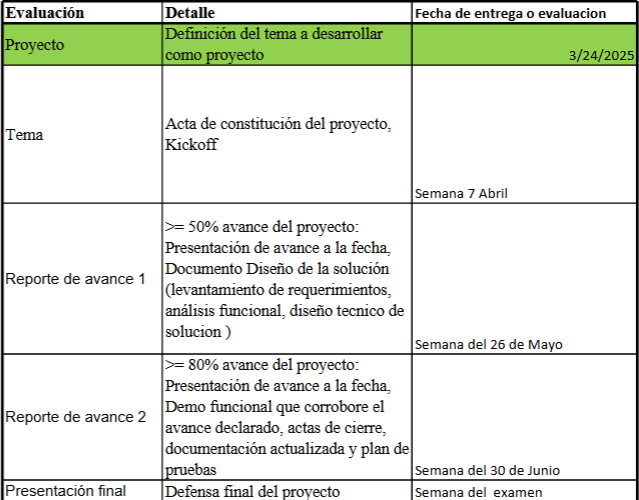 Evaluación Detalle Fecha de entrega o evaluacion
Proyecto
Definición del tema a desarrollar
como proyecto
3/24/2025
Tema
Acta de constitución del proyecto,
Kickoff
Semana 7 Abril
Reporte de avance 1
>= 50% avance del proyecto:
Presentación de avance a la fecha,
Documento Diseño de la solución
(levantamiento de requerimientos,
análisis funcional, diseño tecnico de
solucion )
Semana del 26 de Mayo
Reporte de avance 2
>= 80% avance del proyecto:
Presentación de avance a la fecha,
Demo funcional que corrobore el
avance declarado, actas de cierre,
documentación actualizada y plan de
pruebas
Semana del 30 de Junio
Presentación final Defensa final del proyecto Semana del  examen